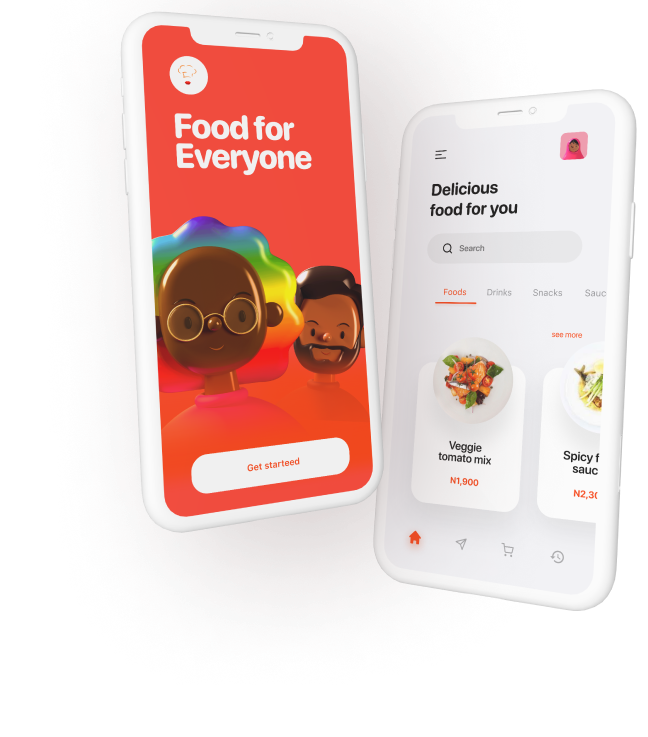 Food for
Everyone
Get starteed
Delicious
food for you
Search
Foods Drinks Snacks Sauc
see more
Veggie
tomato mix
N1,900
Spicy f
sauc
N2,3